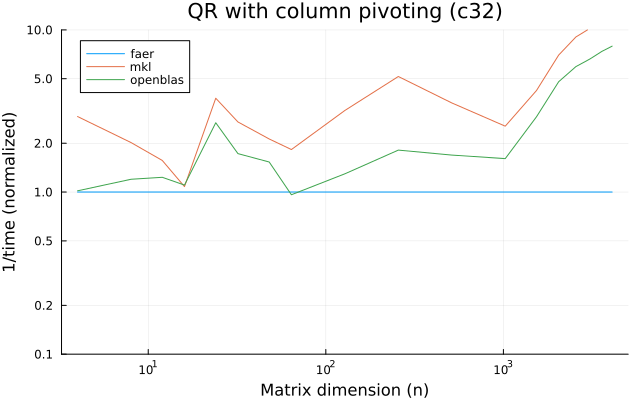 QR with column pivoting (c32)
1/time (normalized)
10.0
5.0
2.0
1.0
0.5
0.2
0.1
faer
mkl
openblas
10¹
10²
10³
Matrix dimension (n)